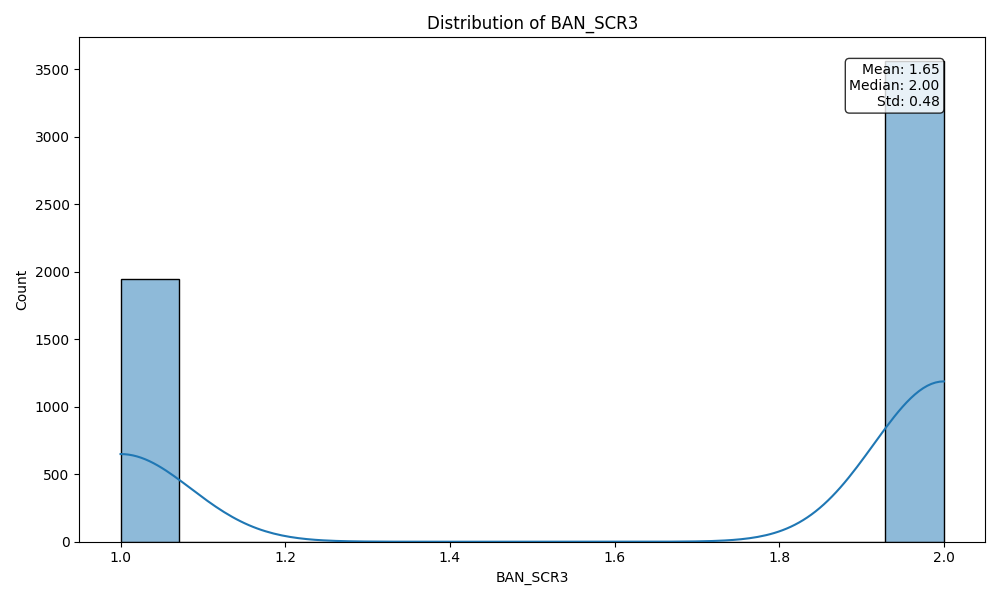 Distribution of BAN_SCR3
Mean: 1.65
Median: 2.00
Std: 0.48
3500
3000
2500
2000
1500
1000
500
0
Count
1.0 1.2 1.4 1.6 1.8 2.0
BAN_SCR3